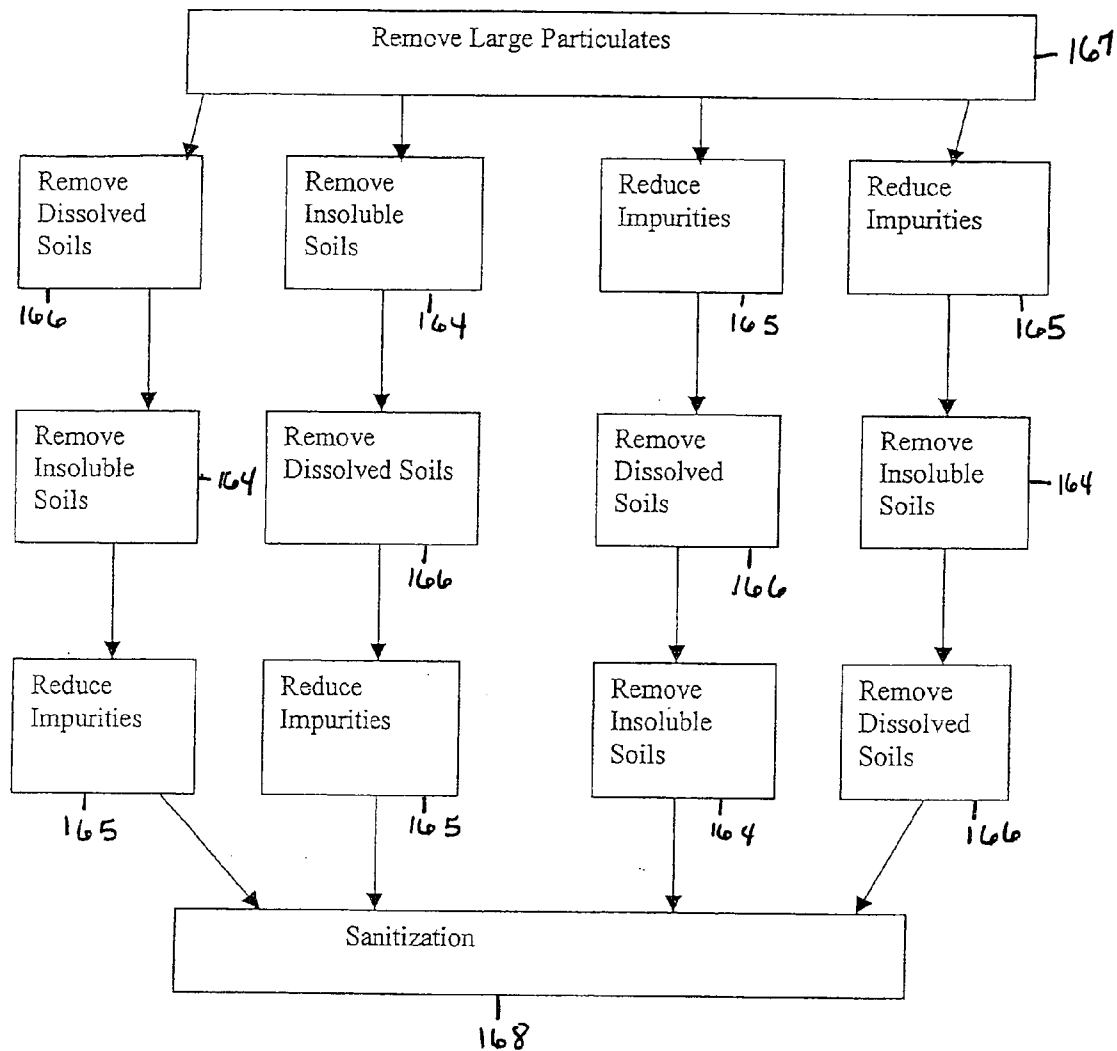 Remove Large Particulates
167
Remove
Dissolved
Soils
166
Remove
Insoluble
Soils
164
Reduce
Impurities
165
Reduce
Impurities
165
Remove
Insoluble
Soils
164
Remove
Dissolved Soils
166
Remove
Dissolved
Soils
166
Remove
Insoluble
Soils
164
Reduce
Impurities
165
Reduce
Impurities
165
Remove
Insoluble
Soils
164
Remove
Dissolved
Soils
166
Sanitization
168